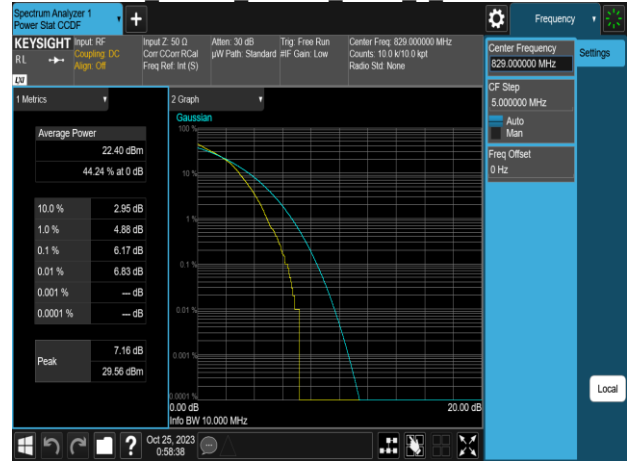 Spectrum Analyzer 1
Power Stat CCDF
Frequency
KEYSIGHT
RL
LXI
Input: RF
Coupling: DC
Align: Off
Input Z: 50 Ω
Corr CCorr RCal
Freq Ref: Int (S)
Atten: 30 dB
µW Path: Standard
Trig: Free Run
#IF Gain: Low
Center Freq: 829.000000 MHz
Counts: 10.0 k/10.0 kpt
Radio Std: None
Center Frequency
829.000000 MHz
Settings
CF Step
5.000000 MHz
Auto
Man
Freq Offset
0 Hz
1 Metrics
Average Power
22.40 dBm
44.24 % at 0 dB
10.0 % 2.95 dB
1.0 % 4.88 dB
0.1 % 6.17 dB
0.01 % 6.83 dB
0.001 % --- dB
0.0001 % --- dB
Peak
7.16 dB
29.56 dBm
2 Graph
Gaussian
100 %
10 %
1 %
0.1 %
0.01 %
0.001 %
0.0001 %
0.00 dB 20.00 dB
Info BW 10.000 MHz
Local
?
Oct 25, 2023
0:58:38